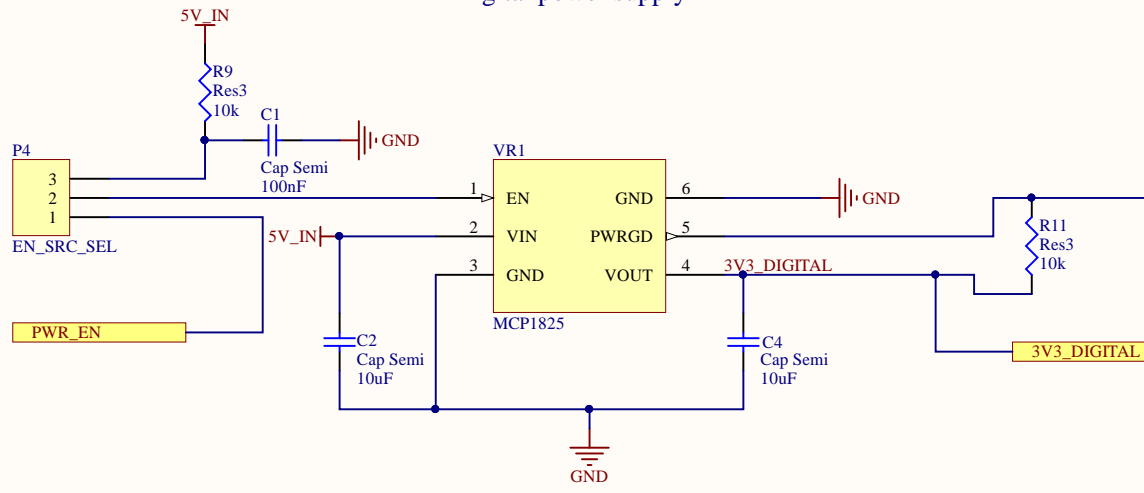 power supply
5V_IN
R9
Res3
10k
C1
GND
Cap Semi
100nF
P4
3
2
1
EN_SRC_SEL
PWR_EN
VR1
1
EN
2
VIN
3
GND
GND
6
PWRGD
5
VOUT
4
MCP1825
5V_IN
GND
3V3_DIGITAL
R11
Res3
10k
C2
Cap Semi
10uF
C4
Cap Semi
10uF
3V3_DIGITAL
GND